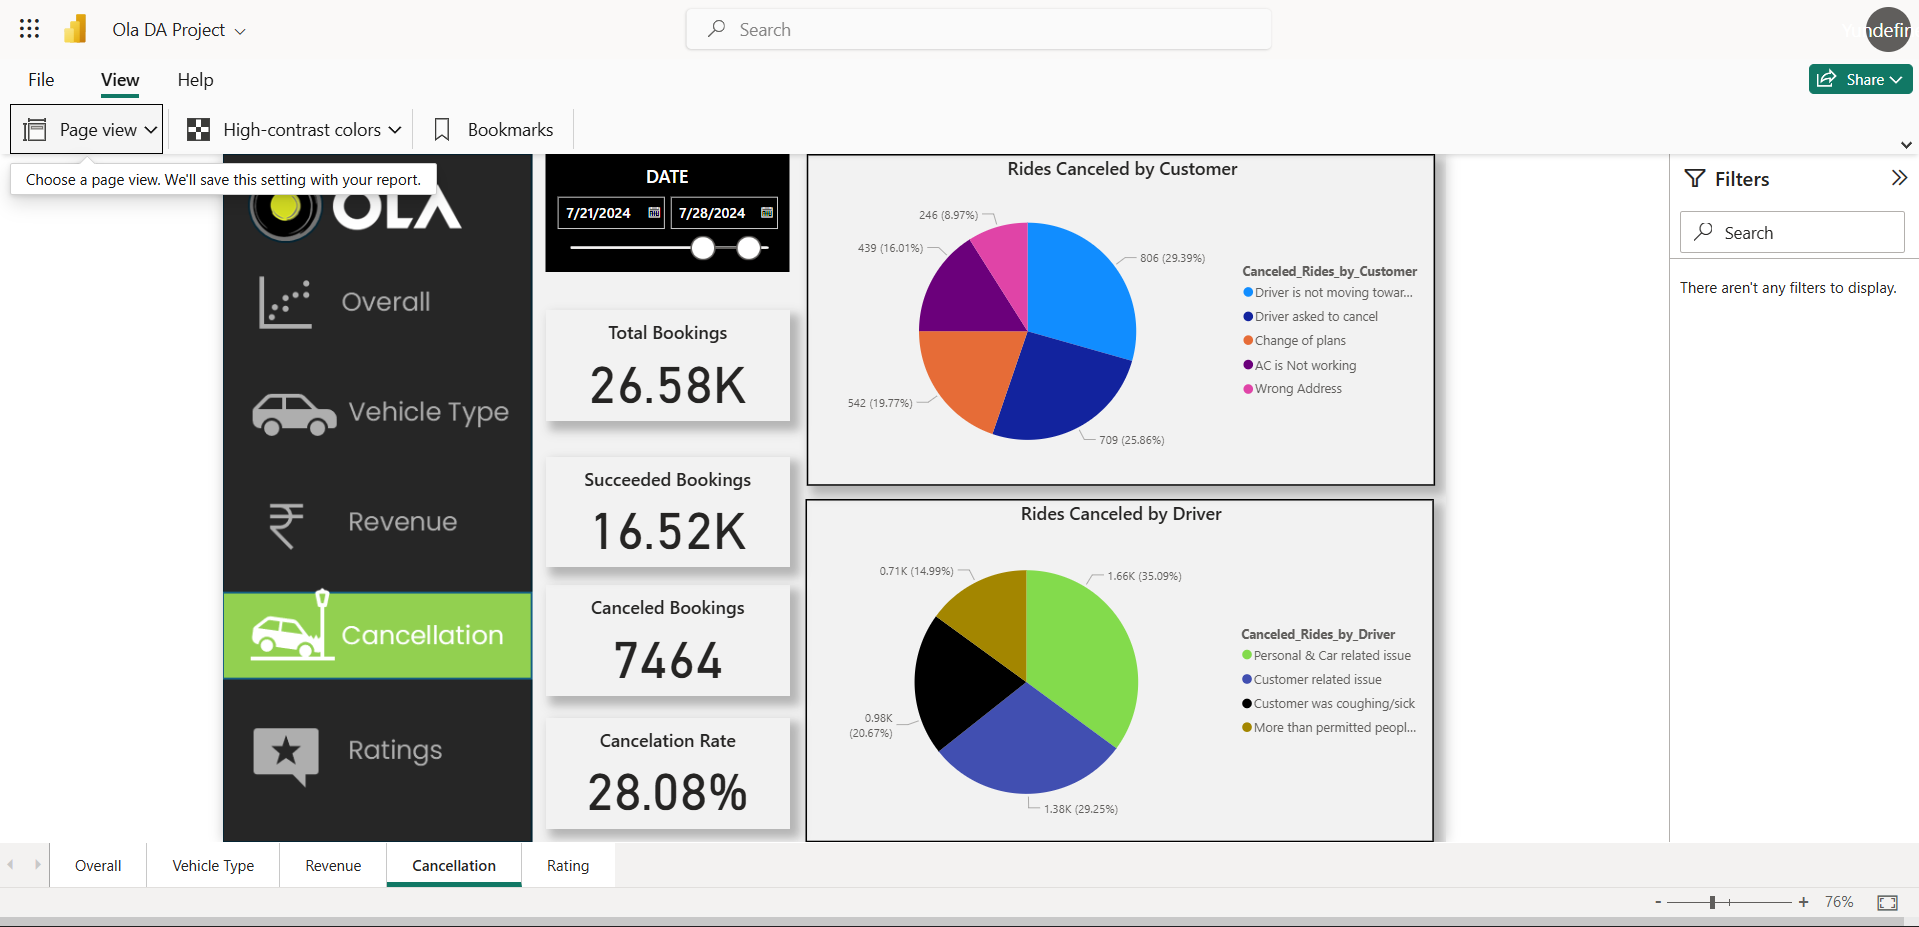 Ola DA Project
Search
File
View
Help
Share
Page view
High-contrast colors
Bookmarks
Choose a page view. We'll save this setting with your report.
OLA
Overall
Vehicle Type
Revenue
Cancellation
Ratings
DATE
7/21/2024
7/28/2024
Total Bookings
26.58K
Succeeded Bookings
16.52K
Canceled Bookings
7464
Cancelation Rate
28.08%
Rides Canceled by Customer
246 (8.97%)
439 (16.01%)
806 (29.39%)
542 (19.77%)
709 (25.86%)
Canceled_Rides_by_Customer
Driver is not moving towar...
Driver asked to cancel
Change of plans
AC is Not working
Wrong Address
Rides Canceled by Driver
0.71K (14.99%)
1.66K (35.09%)
0.98K
(20.67%)
1.38K (29.25%)
Canceled_Rides_by_Driver
Personal & Car related issue
Customer related issue
Customer was coughing/sick
More than permitted peopl...
Filters
Search
There aren't any filters to display.
Overall
Vehicle Type
Revenue
Cancellation
Rating
- + 76%